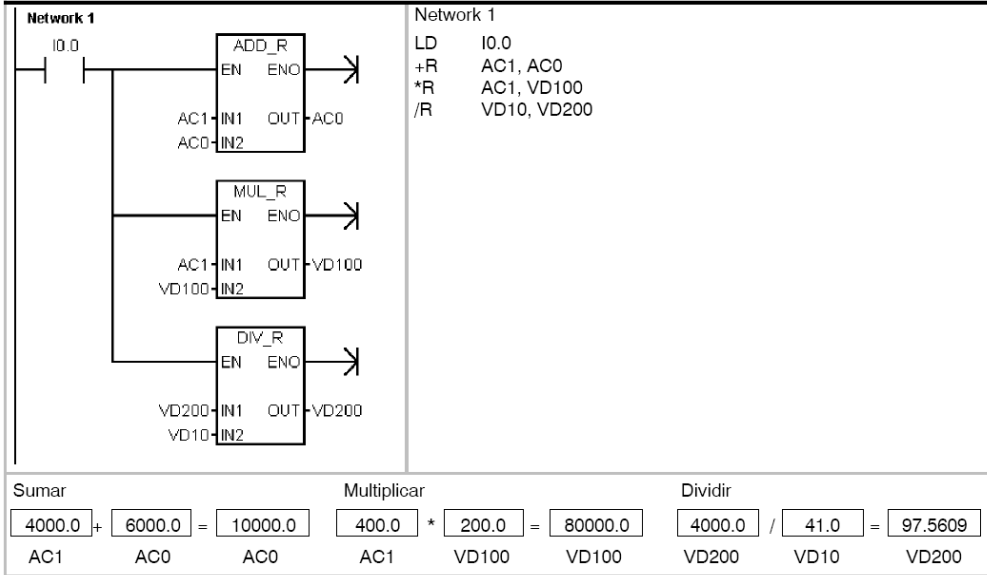 Network 1
I0.0
ADD_R
EN ENO
AC1 IN1 OUT AC0
AC0 IN2
MUL_R
EN ENO
AC1 IN1 OUT VD100
VD100 IN2
DIV_R
EN ENO
VD200 IN1 OUT VD200
VD10 IN2
Network 1
LD I0.0
+R AC1, AC0
*R AC1, VD100
/R VD10, VD200
Sumar
4000.0 + 6000.0 = 10000.0
AC1 AC0 AC0
Multiplicar
400.0 * 200.0 = 80000.0
AC1 VD100 VD100
Dividir
4000.0 / 41.0 = 97.5609
VD200 VD10 VD200